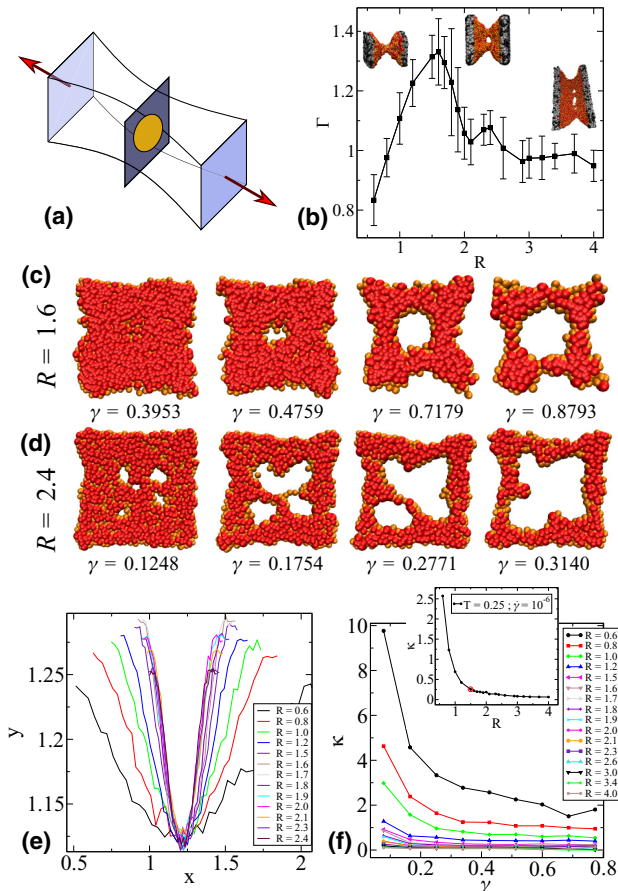 (a)
(b)
Γ
1.4
1.2
1.0
0.8
1
2
3
4
R
(c)
R = 1.6
γ = 0.3953
γ = 0.4759
γ = 0.7179
γ = 0.8793
(d)
R = 2.4
γ = 0.1248
γ = 0.1754
γ = 0.2771
γ = 0.3140
(e)
y
1.25
1.2
1.15
0.5
1
1.5
2
x
R = 0.6
R = 0.8
R = 1.0
R = 1.2
R = 1.5
R = 1.6
R = 1.7
R = 1.8
R = 1.9
R = 2.0
R = 2.1
R = 2.3
R = 2.4
(f)
κ
10
8
6
4
2
0
0.2
0.4
0.6
0.8
γ
κ
2.5
2.0
1.5
1.0
0.5
0.0
1
2
3
4
R
T = 0.25 ; γ̇ = 10⁻⁶
R = 0.6
R = 0.8
R = 1.0
R = 1.2
R = 1.5
R = 1.6
R = 1.7
R = 1.8
R = 1.9
R = 2.0
R = 2.1
R = 2.3
R = 2.6
R = 3.0
R = 3.4
R = 4.0